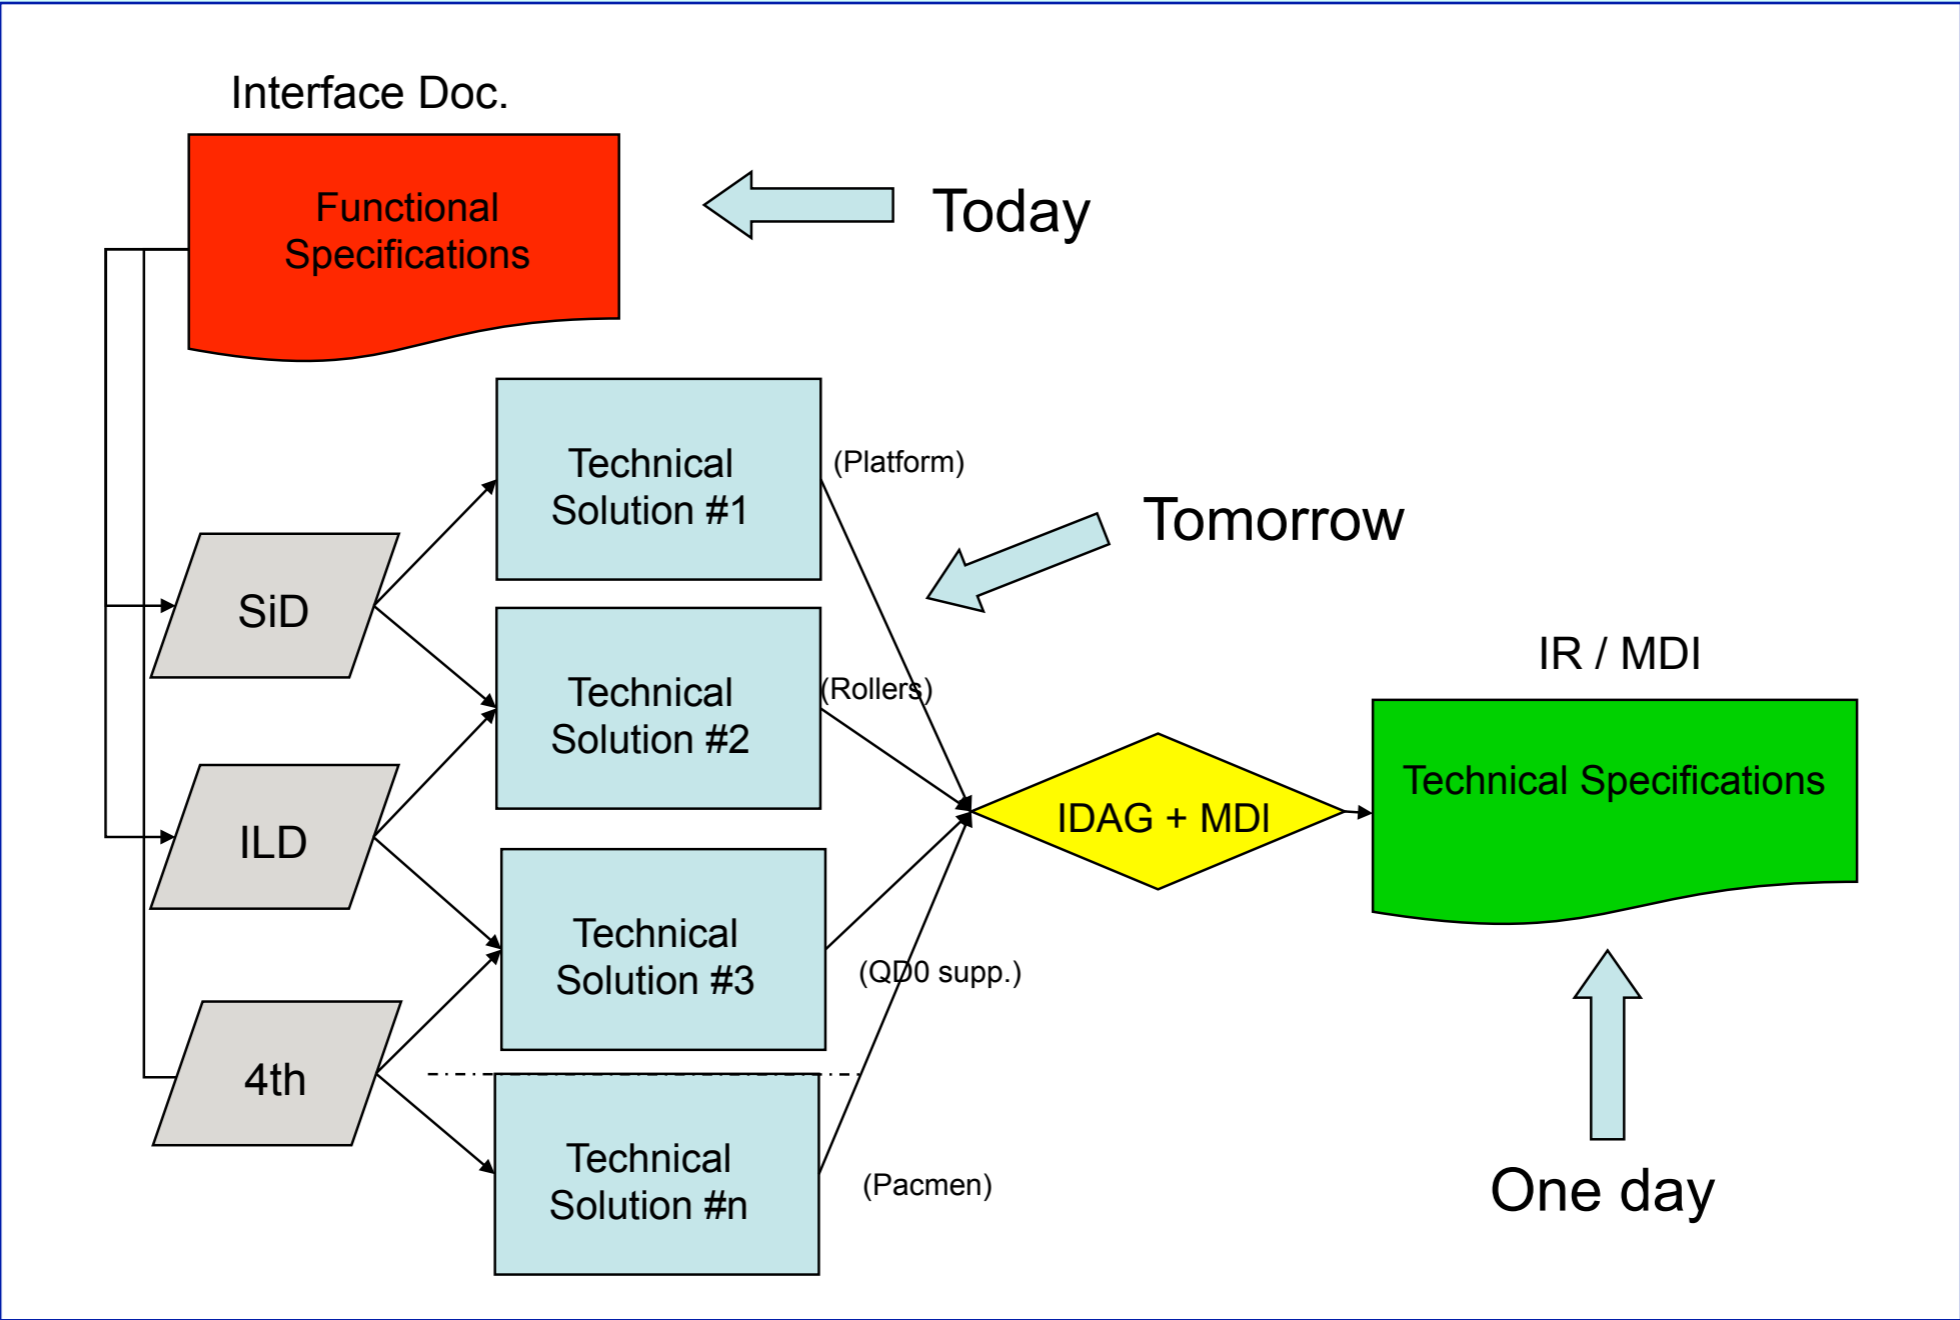 Interface Doc.
Functional
Specifications
Today
Technical
Solution #1
(Platform)
Tomorrow
SiD
Technical
Solution #2
(Rollers)
IR / MDI
Technical Specifications
IDAG + MDI
ILD
Technical
Solution #3
(QD0 supp.)
4th
Technical
Solution #n
(Pacmen)
One day